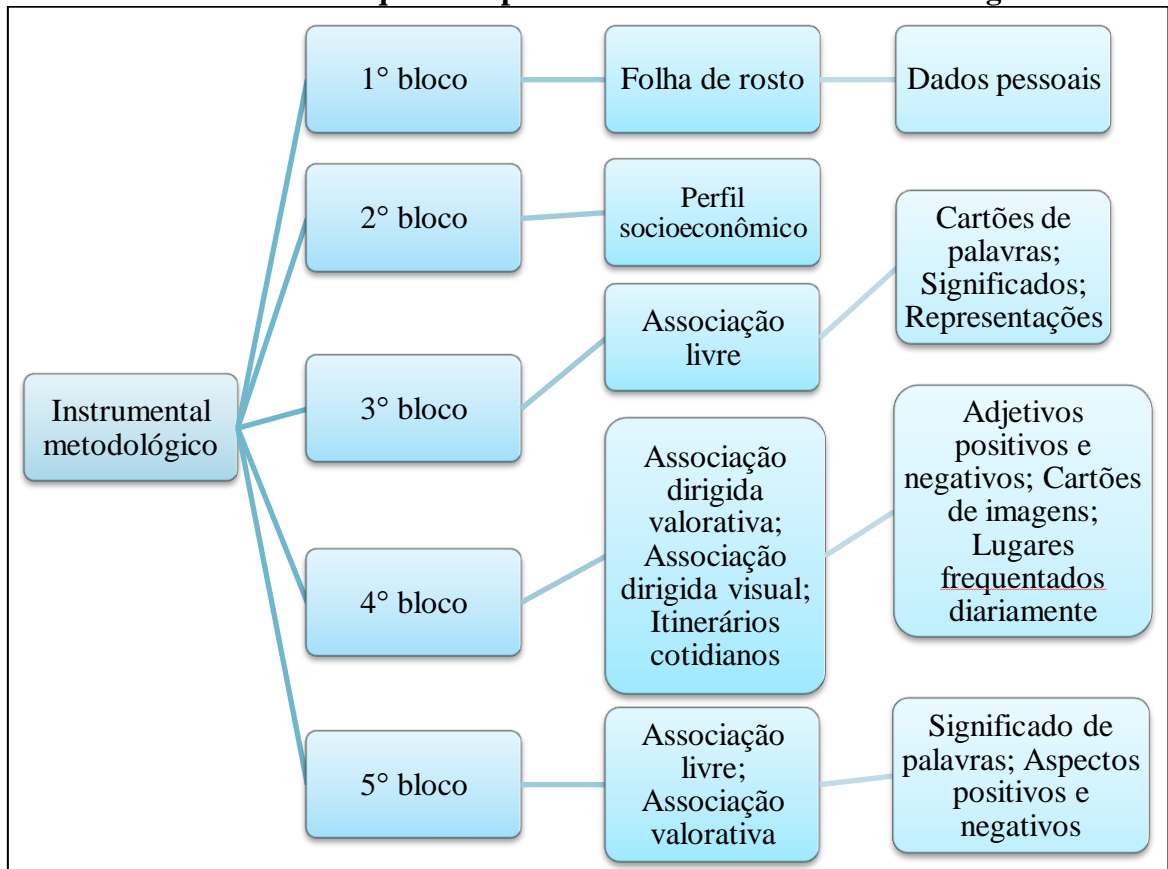 1° bloco
Folha de rosto
Dados pessoais
2° bloco
Perfil
socioeconômico
Cartões de
palavras;
Significados;
Representações
Associação
livre
3° bloco
Instrumental
metodológico
Associação
dirigida
valorativa;
Associação
dirigida visual;
Itinerários
cotidianos
Adjetivos
positivos e
negativos; Cartões
de imagens;
Lugares
frequentados
diariamente
4° bloco
5° bloco
Associação
livre;
Associação
valorativa
Significado de
palavras; Aspectos
positivos e
negativos